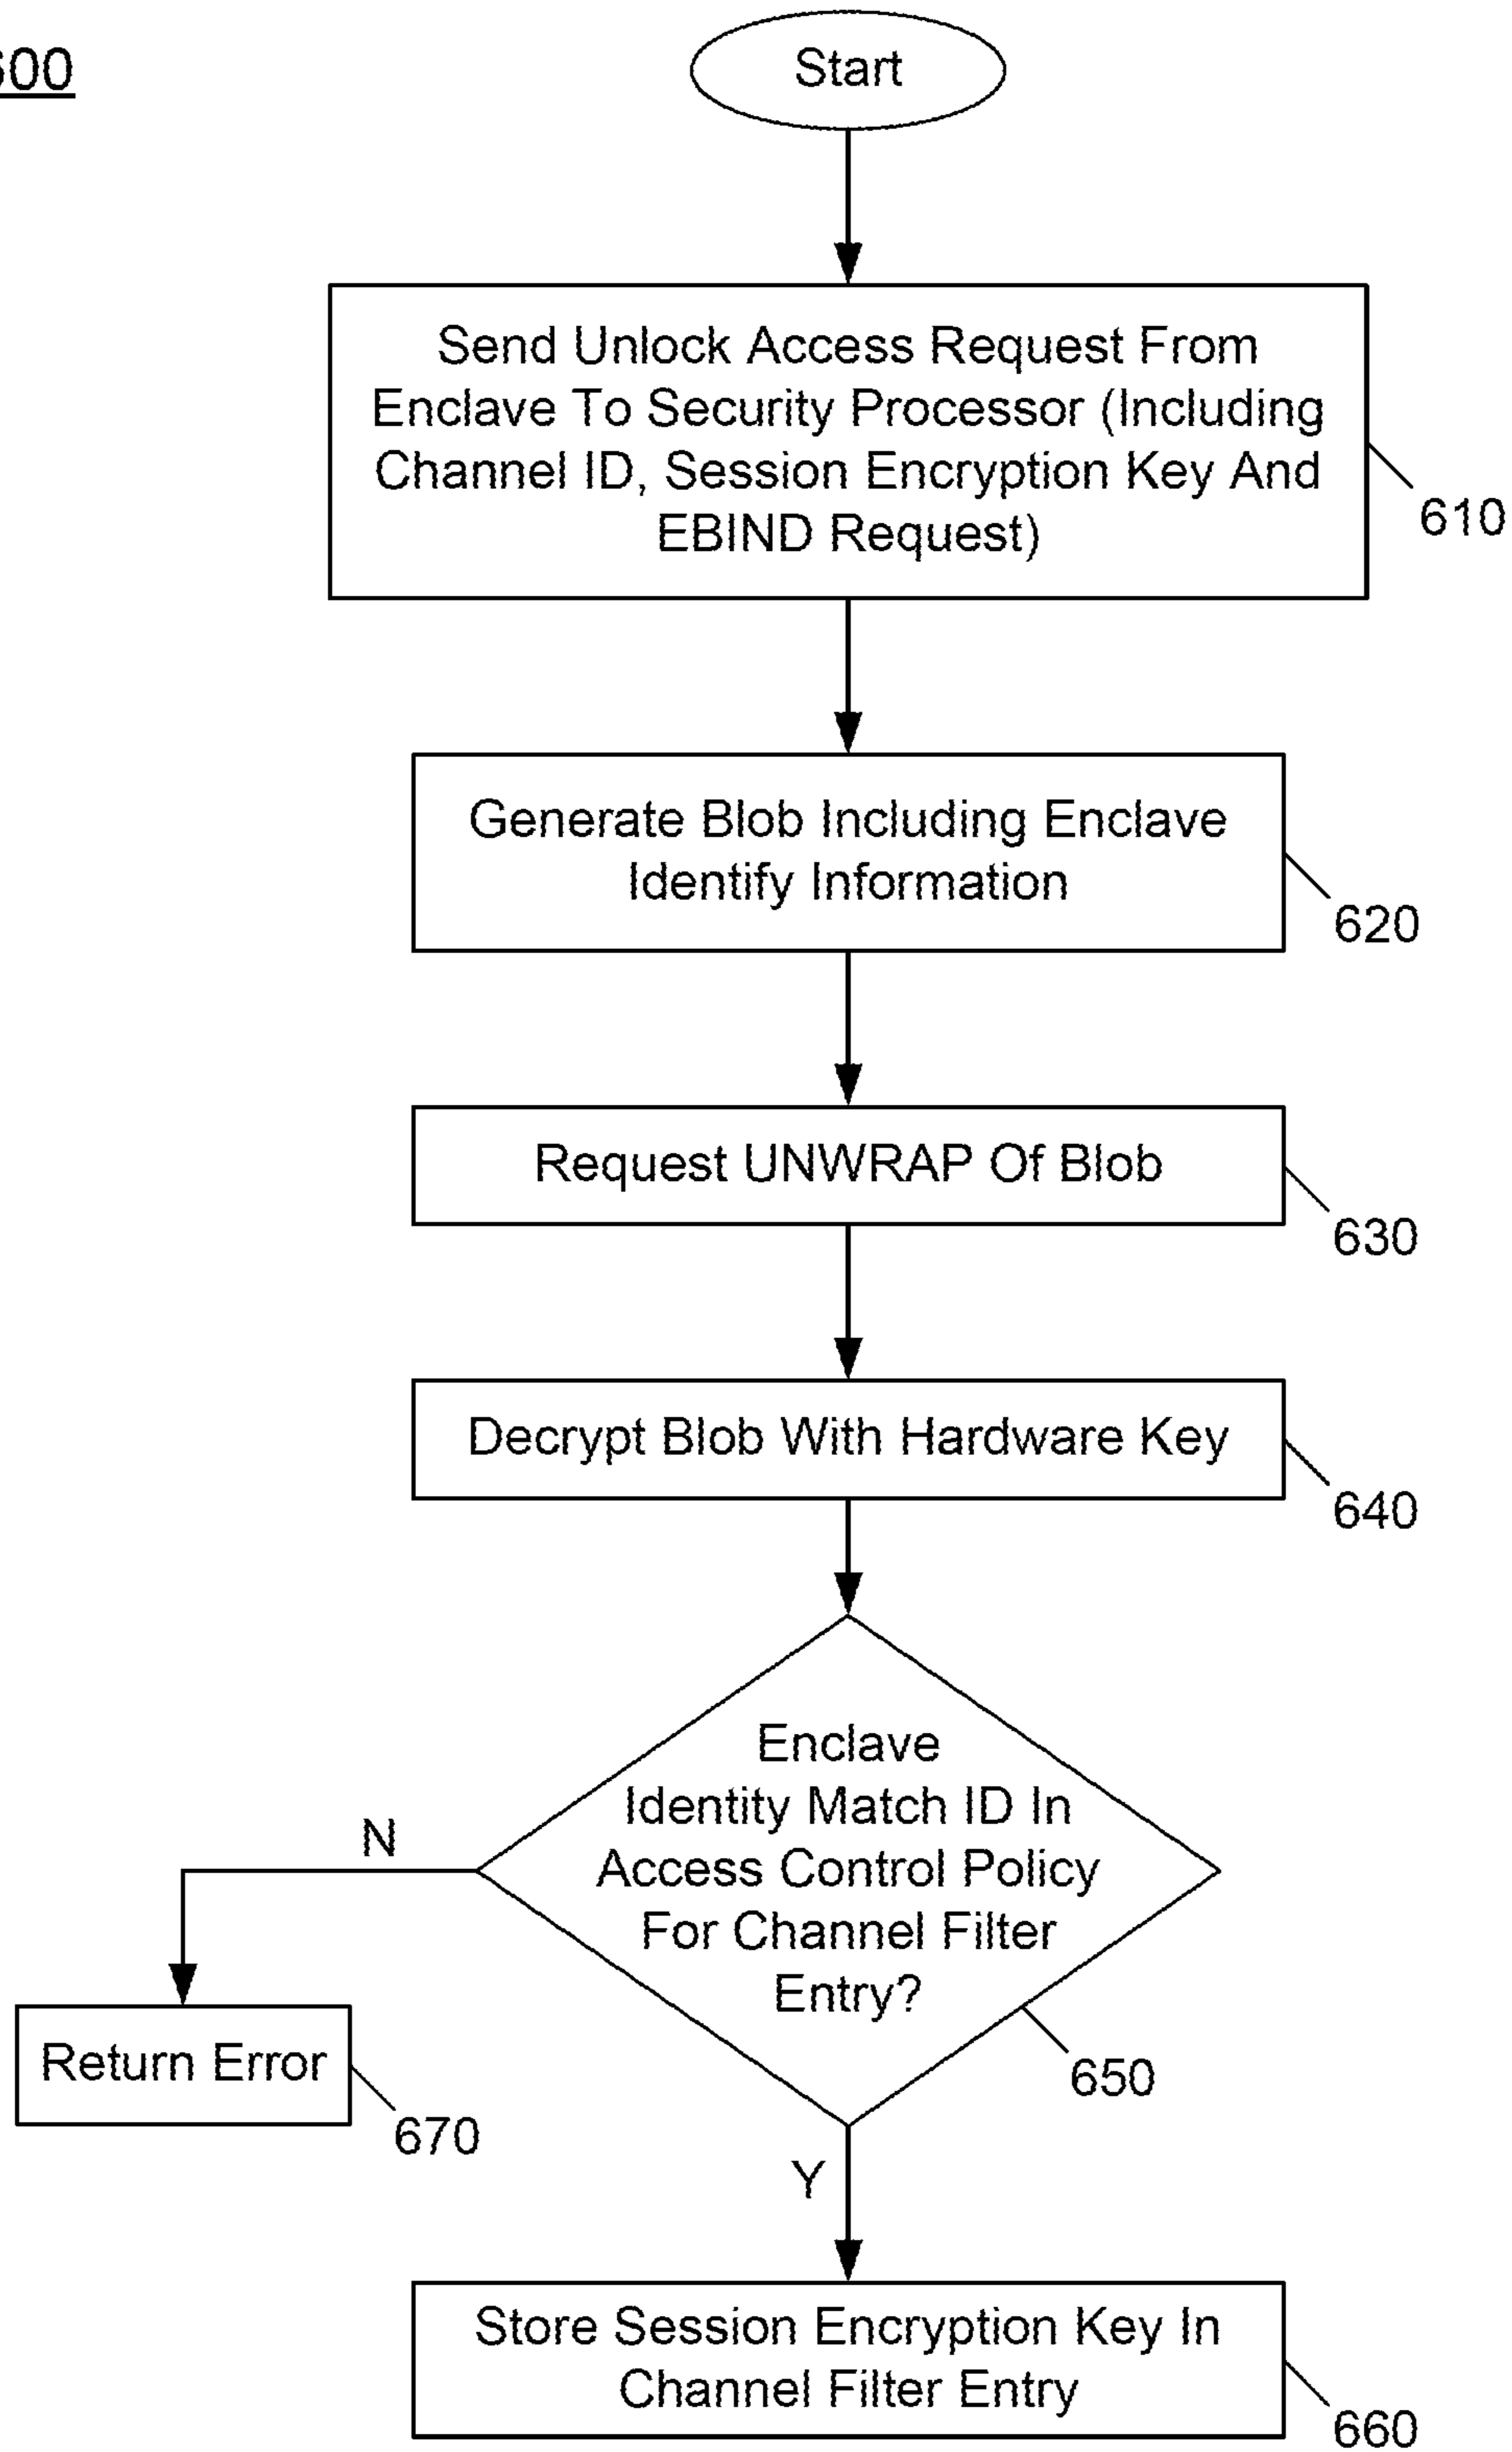 600
Start
Send Unlock Access Request From
Enclave To Security Processor (Including
Channel ID, Session Encryption Key And
EBIND Request)
610
Generate Blob Including Enclave
Identify Information
620
Request UNWRAP Of Blob
630
Decrypt Blob With Hardware Key
640
Enclave
Identity Match ID In
Access Control Policy
For Channel Filter
Entry?
N
650
Return Error
670
Y
Store Session Encryption Key In
Channel Filter Entry
660